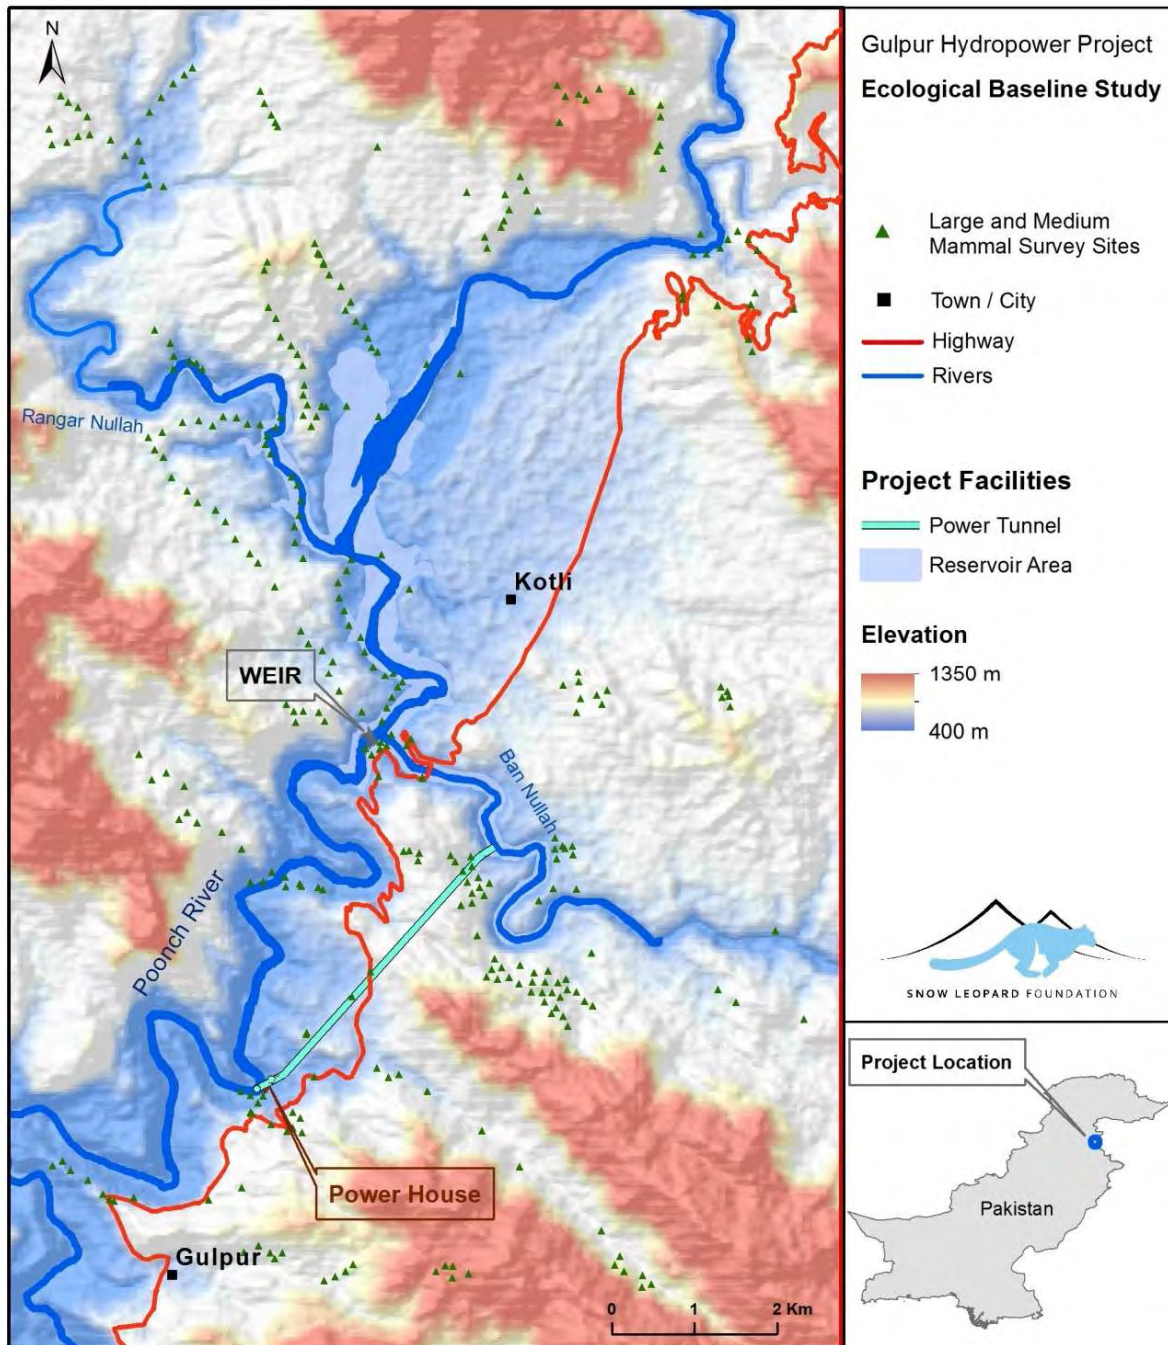 N
Rangar Nullah
Kotli
WEIR
Ban Nullah
Poonch River
Power House
Gulpur
0 1 2 Km
Gulpur Hydropower Project
Ecological Baseline Study
Large and Medium
Mammal Survey Sites
Town / City
Highway
Rivers
Project Facilities
Power Tunnel
Reservoir Area
Elevation
1350 m
400 m
SNOW LEOPARD FOUNDATION
Project Location
Pakistan